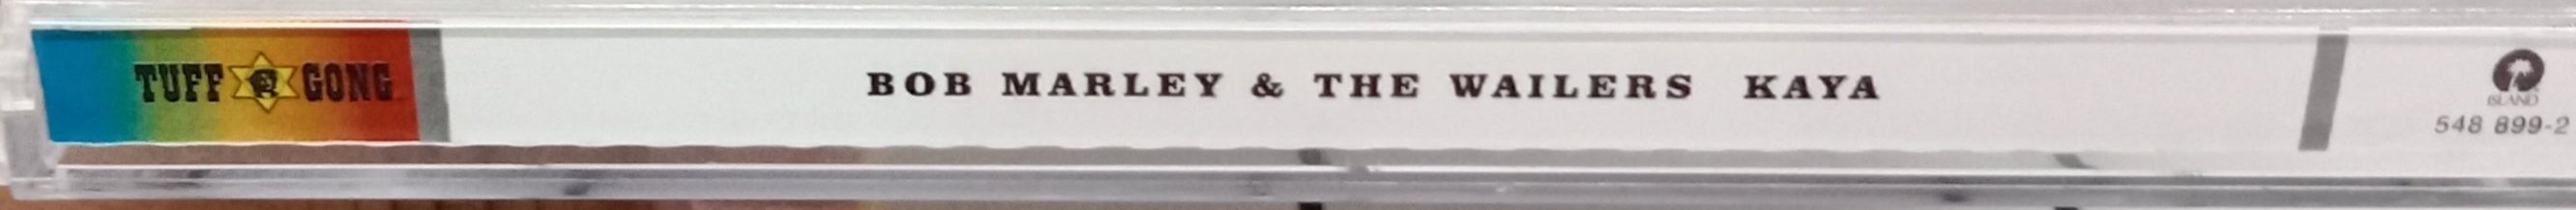 TUFF GONG
BOB MARLEY & THE WAILERS KAYA
ISLAND
548 899-2